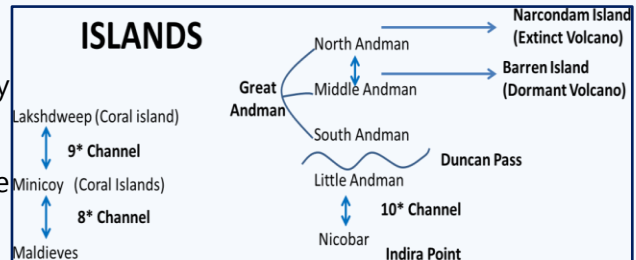 ISLANDS
y
Lakshdweep (Coral island)
9* Channel
e
Minicoy (Coral Islands)
8* Channel
Maldieves
Great
Andman
North Andman
Middle Andman
South Andman
Duncan Pass
Little Andman
10* Channel
Nicobar
Indira Point
Narcondam Island
(Extinct Volcano)
Barren Island
(Dormant Volcano)